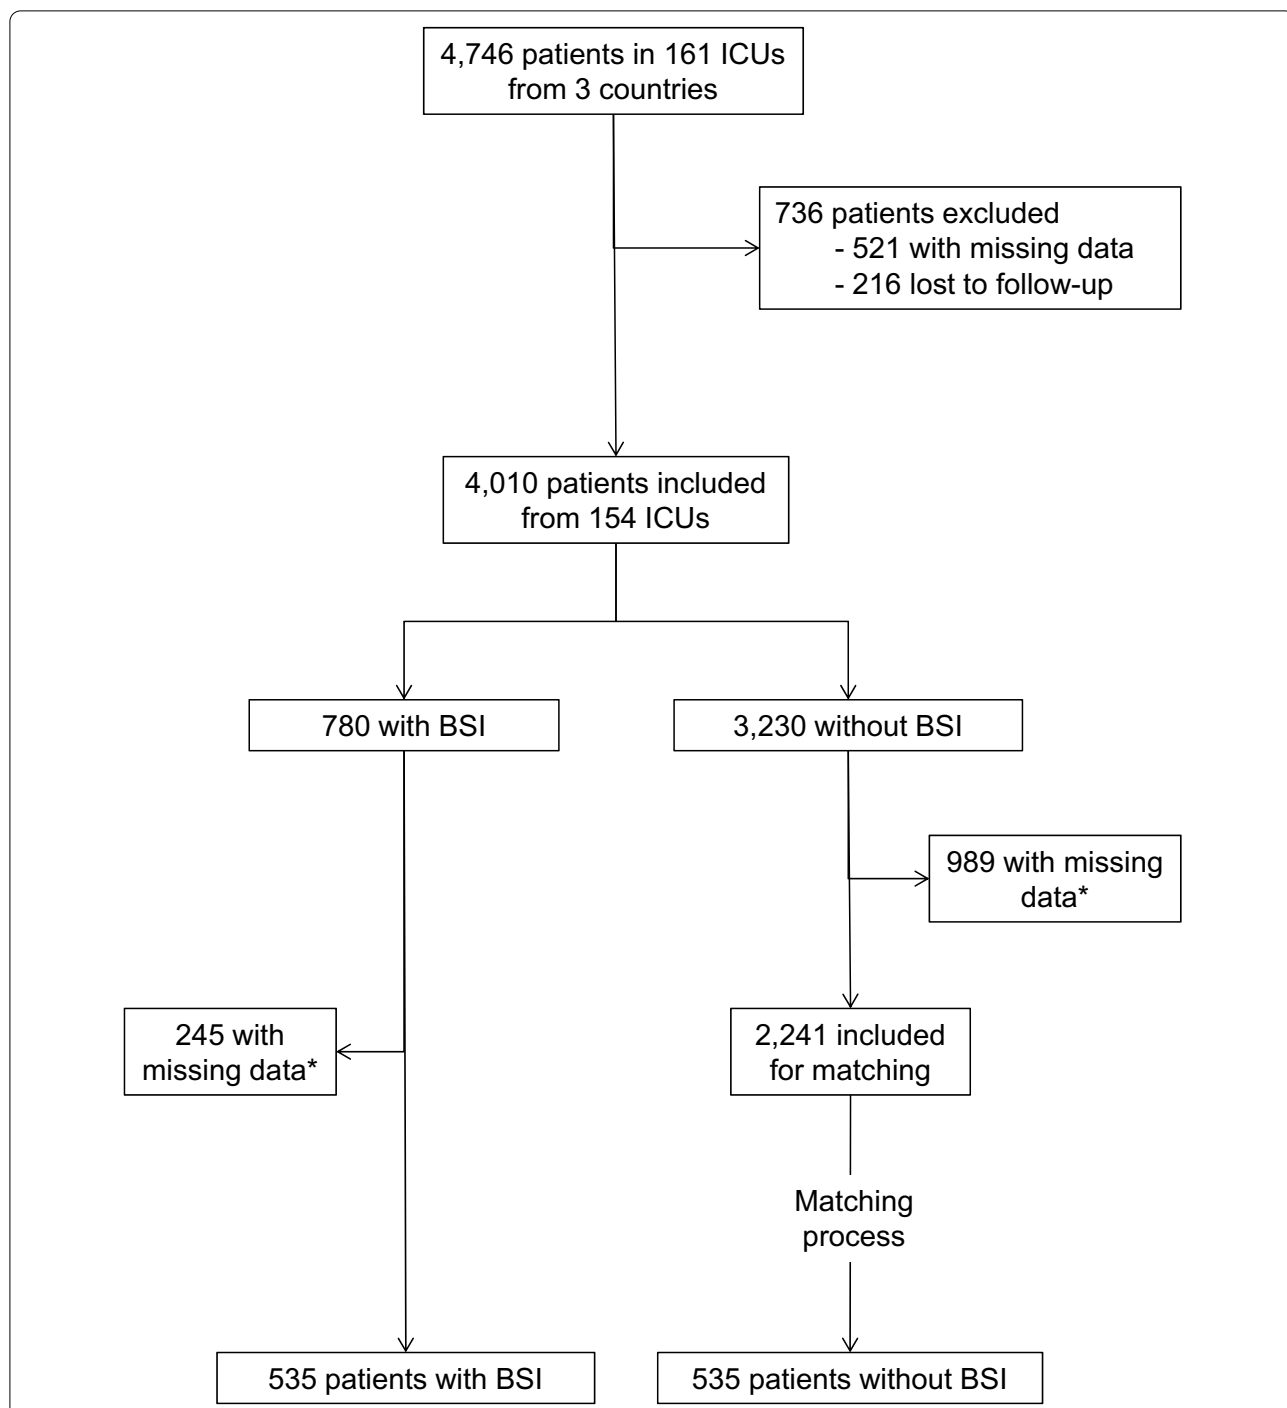 4,746 patients in 161 ICUs
from 3 countries
736 patients excluded
- 521 with missing data
- 216 lost to follow-up
4,010 patients included
from 154 ICUs
780 with BSI
3,230 without BSI
989 with missing
data*
245 with
missing data*
2,241 included
for matching
Matching
process
535 patients with BSI
535 patients without BSI